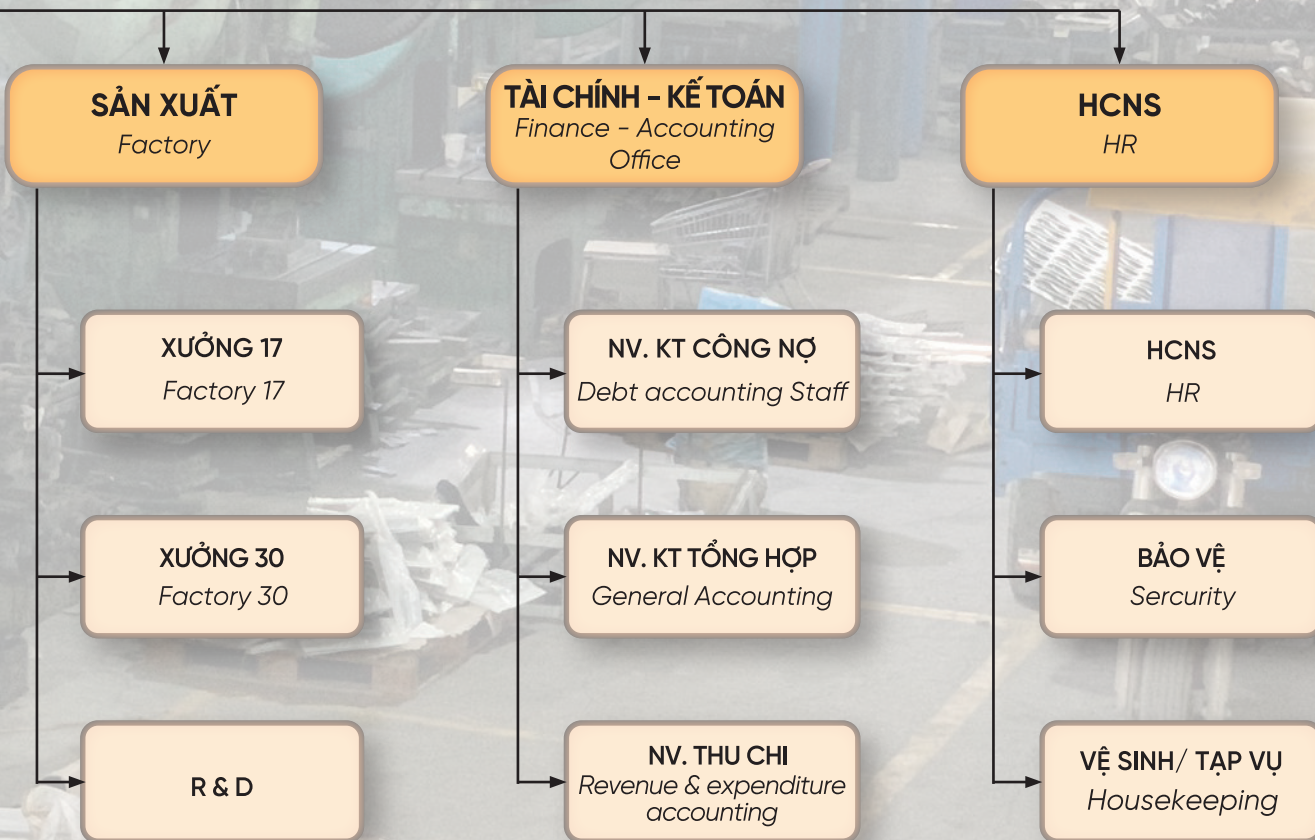 SẢN XUẤT
Factory
TÀI CHÍNH - KẾ TOÁN
Finance - Accounting
Office
HCNS
HR
XƯỞNG 17
Factory 17
NV. KT CÔNG NỢ
Debt accounting Staff
HCNS
HR
XƯỞNG 30
Factory 30
NV. KT TỔNG HỢP
General Accounting
BẢO VỆ
Sercurity
R & D
NV. THU CHI
Revenue & expenditure
accounting
VỆ SINH/ TẠP VỤ
Housekeeping